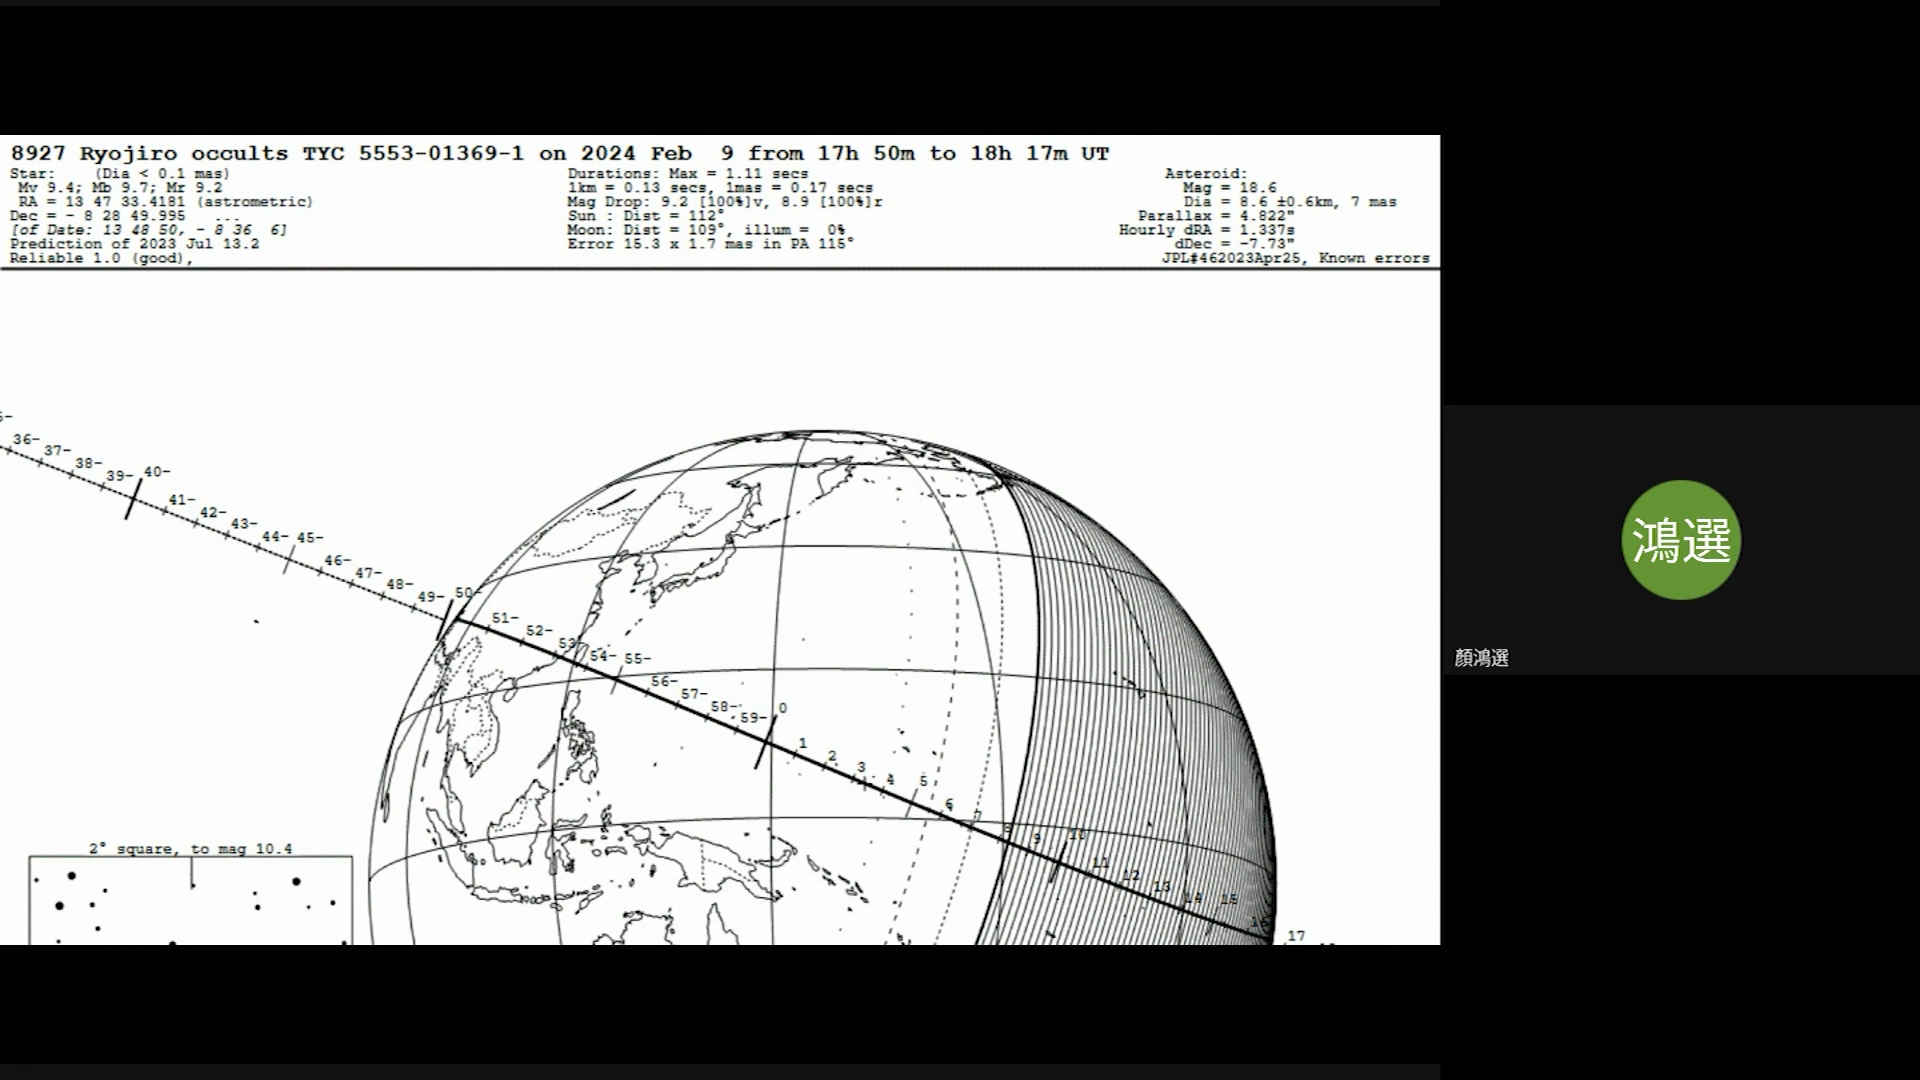 8927 Ryojiro occults TYC 5553-01369-1 on 2024 Feb  9 from 17h 50m to 18h 17m UT
Star:    (Dia < 0.1 mas)
Mv 9.4; Mb 9.7; Mr 9.2
RA = 13 47 33.4181 (astrometric)
Dec = - 8 28 49.995   ...
[of Date: 13 48 50, - 8 36  6]
Prediction of 2023 Jul 13.2
Reliable 1.0 (good),
Durations: Max = 1.11 secs
1km = 0.13 secs, 1mas = 0.17 secs
Mag Drop: 9.2 [100%]v, 8.9 [100%]r
Sun : Dist = 112°
Moon: Dist = 109°, illum =  0%
Error 15.3 x 1.7 mas in PA 115°
Asteroid:
Mag = 18.6
Dia = 8.6 ±0.6km, 7 mas
Parallax = 4.822"
Hourly dRA = 1.337s
dDec = -7.73"
JPL#462023Apr25, Known errors
36-
37-
38-
39-
40-
41-
42-
43-
44-
45-
46-
47-
48-
49-
50-
51-
52-
53-
54-
55-
56-
57-
58-
59-
0
1
2
3
4
5
6
7
8
9
10
11
12
13
14
15
16
17
2° square, to mag 10.4
鴻選
顏鴻選